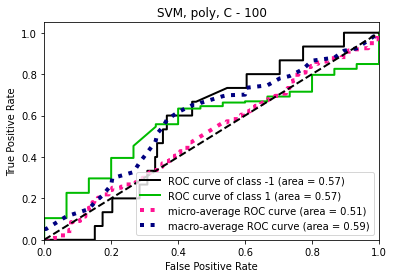 SVM, poly, C - 100
True Positive Rate
1.0
0.8
0.6
0.4
0.2
0.0
ROC curve of class -1 (area = 0.57)
ROC curve of class 1 (area = 0.57)
micro-average ROC curve (area = 0.51)
macro-average ROC curve (area = 0.59)
0.0 0.2 0.4 0.6 0.8 1.0
False Positive Rate